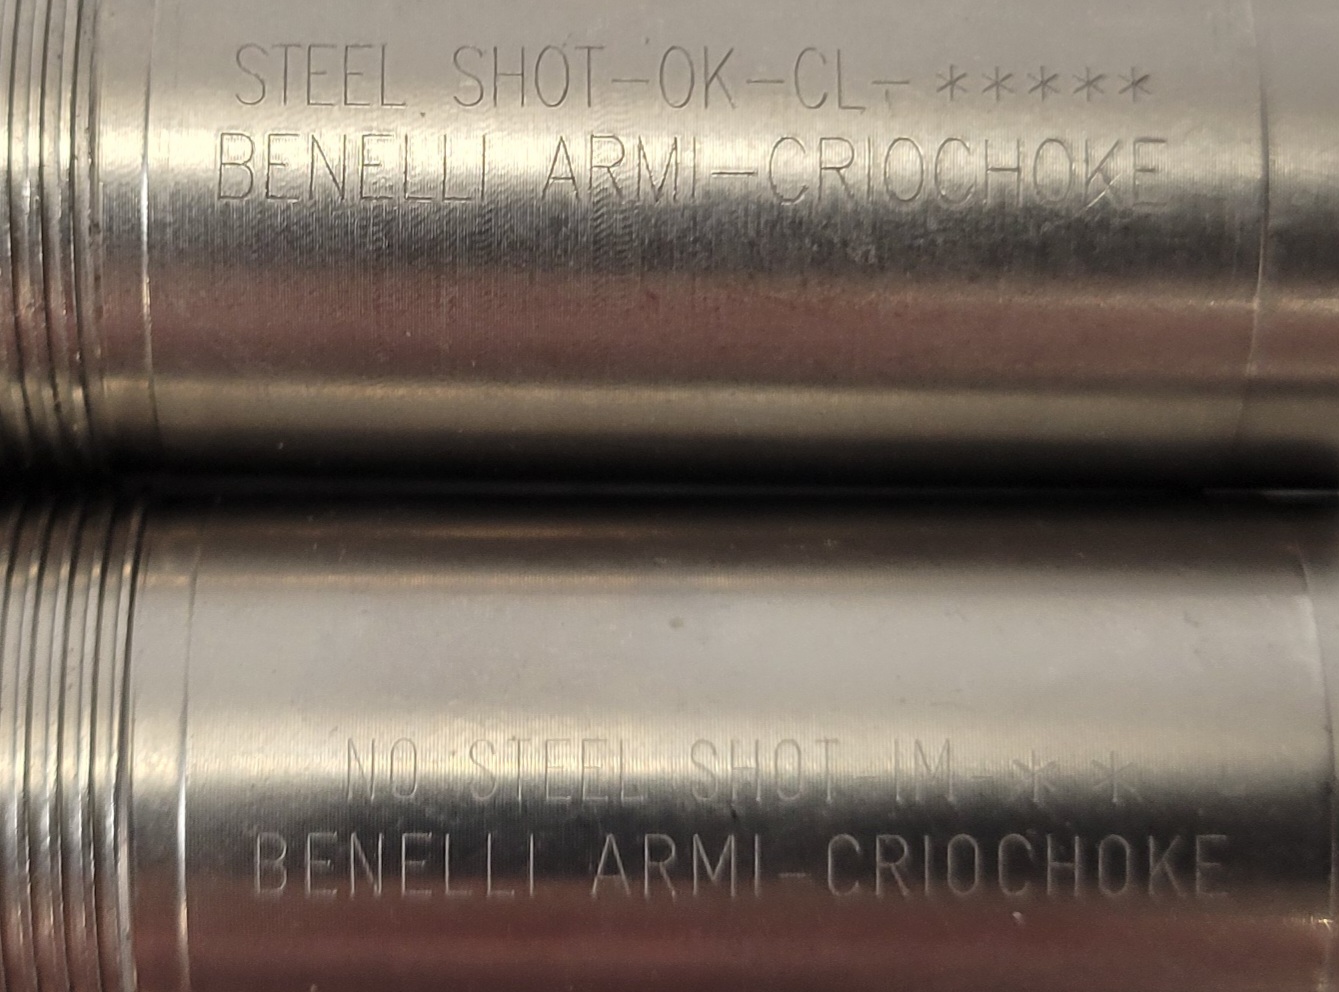 STEEL SHOT-OK-CL-*****
BENELLI ARMI-CRIOCHOKE
NO STEEL SHOT-IM-**
BENELLI ARMI-CRIOCHOKE